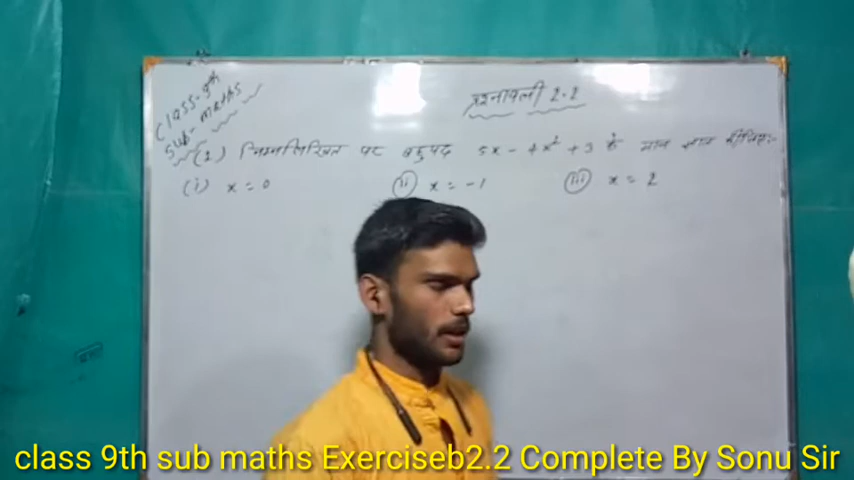 Class-9th
Sub- maths
प्रश्नावली 2.2
(1) निम्नलिखित पर बहुपद 5x - 4x² + 3 के मान ज्ञात कीजिए:-
(i) x = 0 (ii) x = -1 (iii) x = 2
class 9th sub maths Exerciseb2.2 Complete By Sonu Sir